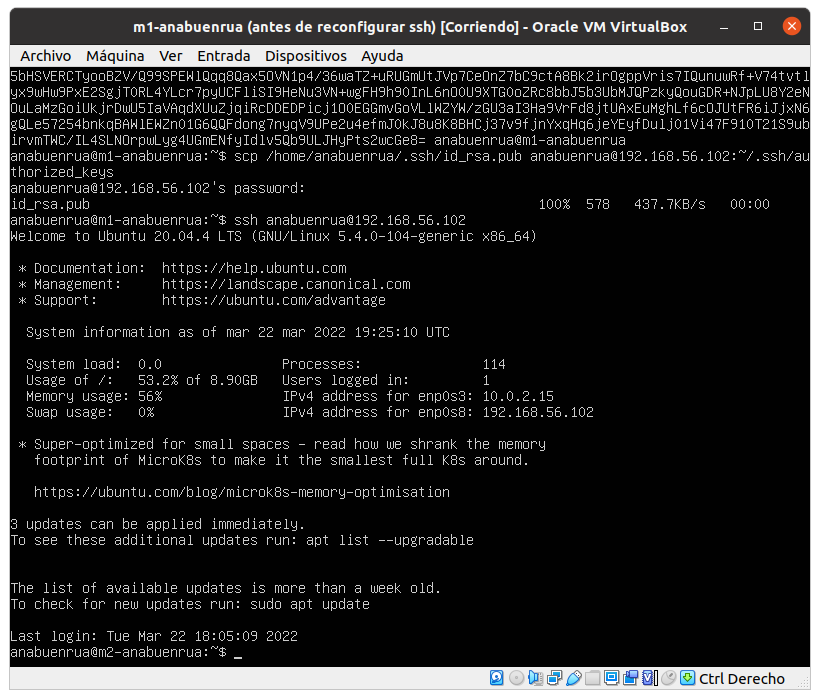 m1-anabuenrua (antes de reconfigurar ssh) [Corriendo] - Oracle VM VirtualBox
Archivo Máquina Ver Entrada Dispositivos Ayuda
anabuenrua@m1-anabuenrua
anabuenrua@m1-anabuenrua:~$ scp /home/anabuenrua/.ssh/id_rsa.pub anabuenrua@192.168.56.102:~/.ssh/au
thorized_keys
anabuenrua@192.168.56.102's password:
id_rsa.pub 100% 578 437.7KB/s 00:00
anabuenrua@m1-anabuenrua:~$ ssh anabuenrua@192.168.56.102
Welcome to Ubuntu 20.04.4 LTS (GNU/Linux 5.4.0-104-generic x86_64)
* Documentation: https://help.ubuntu.com
* Management: https://landscape.canonical.com
* Support: https://ubuntu.com/advantage
System information as of mar 22 mar 2022 19:25:10 UTC
System load: 0.0 Processes: 114
Usage of /: 53.2% of 8.90GB Users logged in: 1
Memory usage: 56% IPv4 address for enp0s3: 10.0.2.15
Swap usage: 0% IPv4 address for enp0s8: 192.168.56.102
* Super-optimized for small spaces - read how we shrank the memory
footprint of MicroK8s to make it the smallest full K8s around.
https://ubuntu.com/blog/microk8s-memory-optimisation
3 updates can be applied immediately.
To see these additional updates run: apt list --upgradable
The list of available updates is more than a week old.
To check for new updates run: sudo apt update
Last login: Tue Mar 22 18:05:09 2022
anabuenrua@m2-anabuenrua:~$ _
Ctrl Derecho